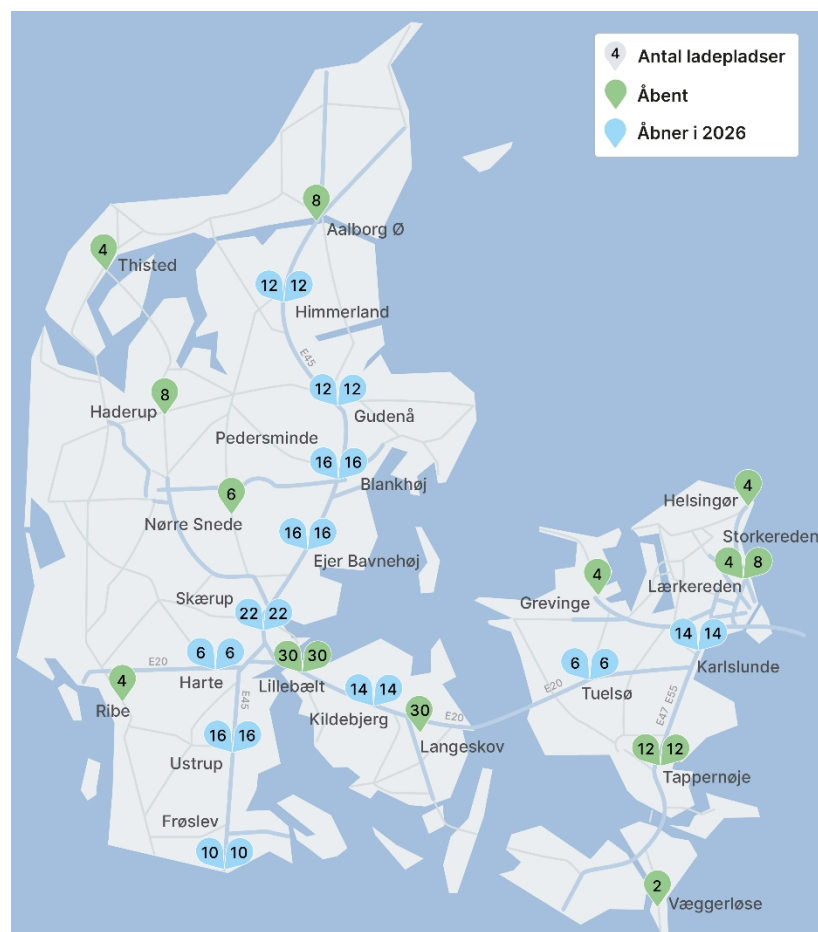 4 Antal ladepladser
Åbent
Åbner i 2026
8
Aalborg Ø
4
Thisted
12 12
Himmerland
E45
12 12
Gudenå
8
Haderup
Pedersminde
16 16
Blankhøj
6
Nørre Snede
4
Helsingør
16 16
Ejer Bavnehøj
Storkereden
4 8
Lærkereden
4
Grevinge
Skærup
22 22
14 14
Karlslunde
6 6
Harte
E20
30 30
Lillebælt
6 6
Tuelsø
E20
4
Ribe
E45
14 14
Kildebjerg
30
Langeskov
E20
E47 E55
16 16
Ustrup
12 12
Tappernøje
Frøslev
10 10
2
Væggerløse